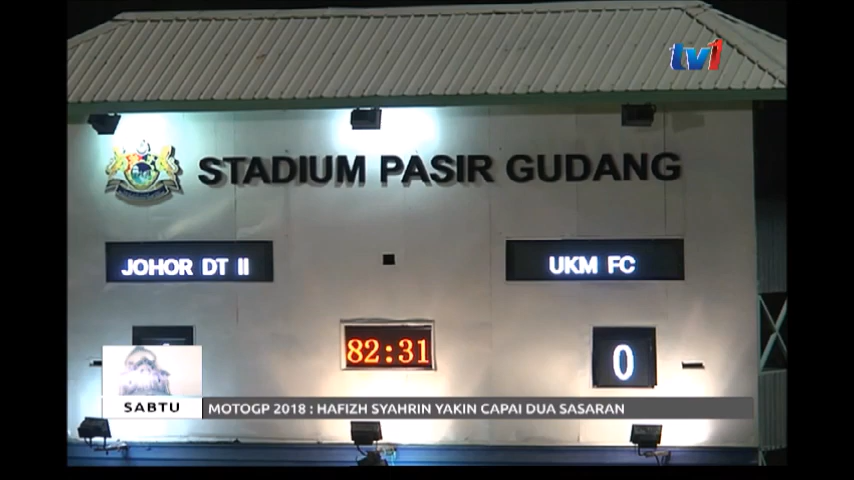 tv1
STADIUM PASIR GUDANG
JOHOR DT II
UKM FC
82:31
0
SABTU
MOTOGP 2018 : HAFIZH SYAHRIN YAKIN CAPAI DUA SASARAN